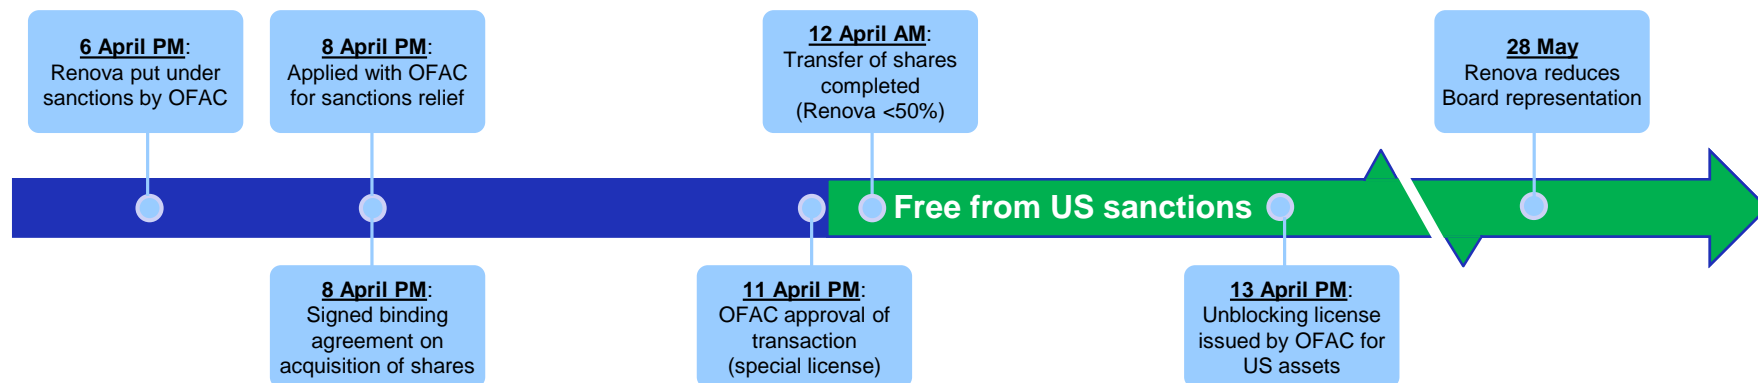 6 April PM:
Renova put under
sanctions by OFAC
8 April PM:
Applied with OFAC
for sanctions relief
12 April AM:
Transfer of shares
completed
(Renova <50%)
28 May
Renova reduces
Board representation
Free from US sanctions
8 April PM:
Signed binding
agreement on
acquisition of shares
11 April PM:
OFAC approval of
transaction
(special license)
13 April PM:
Unblocking license
issued by OFAC for
US assets